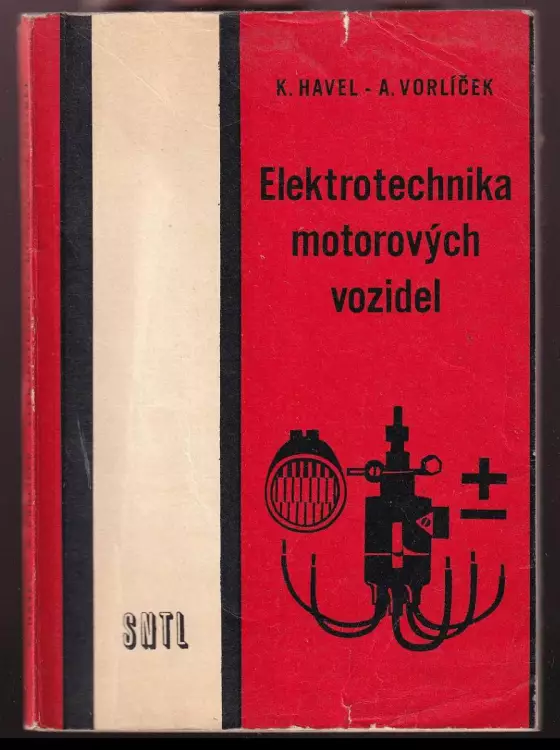 K. HAVEL - A. VORLÍČEK
Elektrotechnika
motorových
vozidel
SNTL